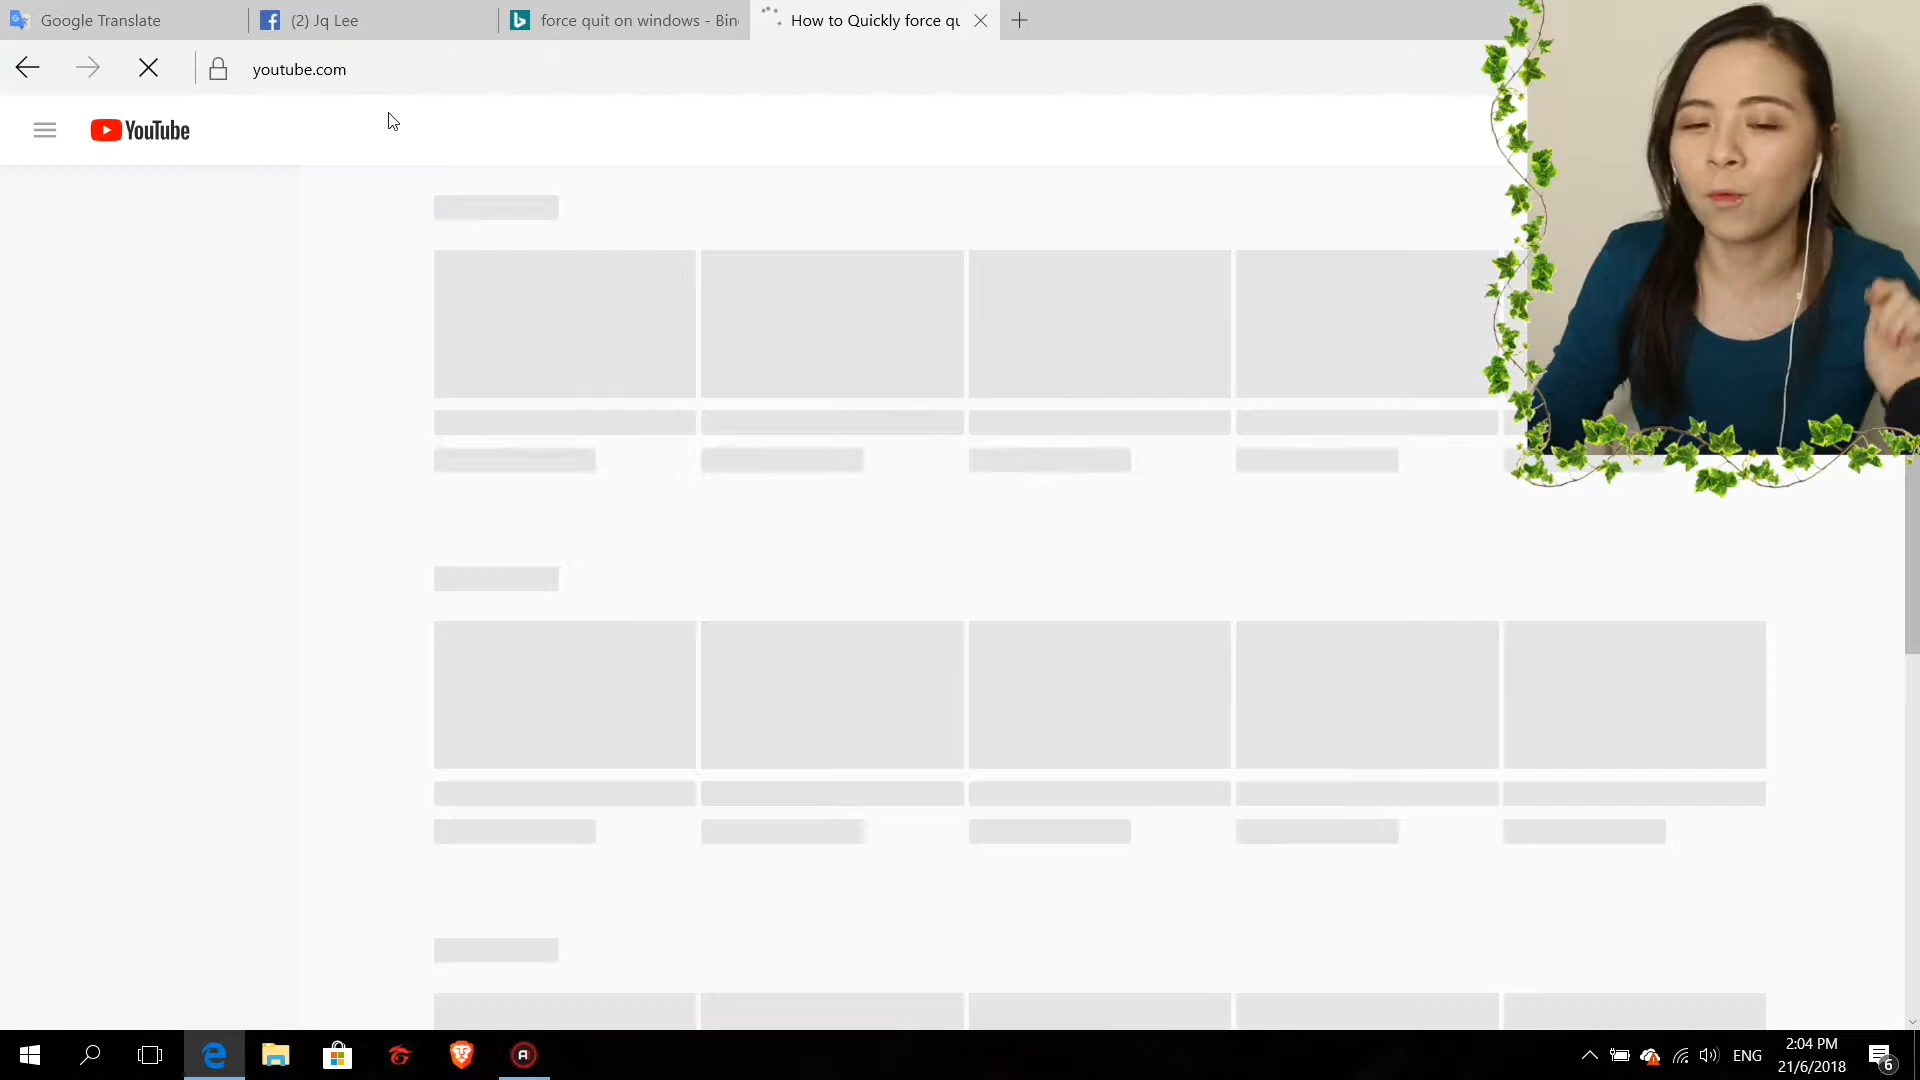 Google Translate
(2) Jq Lee
force quit on windows - Bin
How to Quickly force qu
youtube.com
YouTube
ENG
2:04 PM
21/6/2018
6